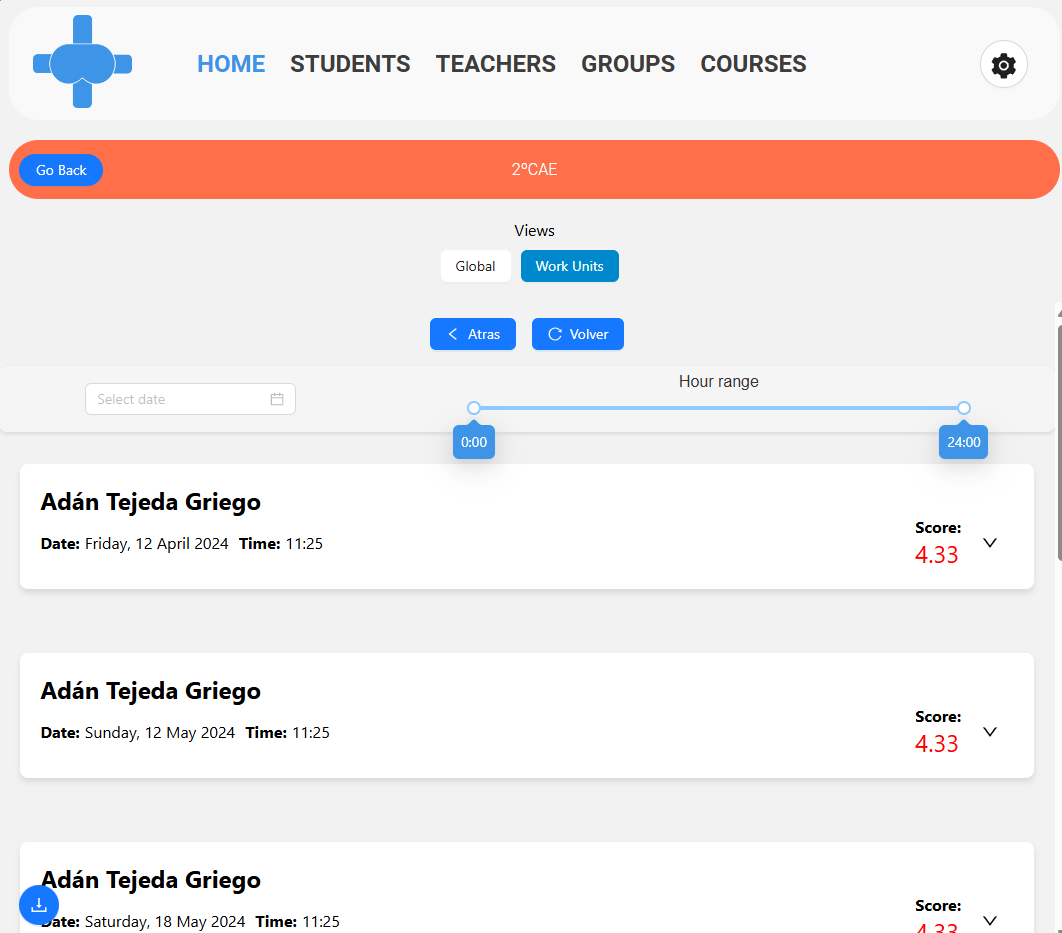 HOME STUDENTS TEACHERS GROUPS COURSES
Go Back
2ºCAE
Views
Global Work Units
Atras Volver
Hour range
Select date
0:00 24:00
Adán Tejeda Griego
Date: Friday, 12 April 2024 Time: 11:25
Score:
4.33
Adán Tejeda Griego
Date: Sunday, 12 May 2024 Time: 11:25
Score:
4.33
Adán Tejeda Griego
Date: Saturday, 18 May 2024 Time: 11:25
Score:
4.33